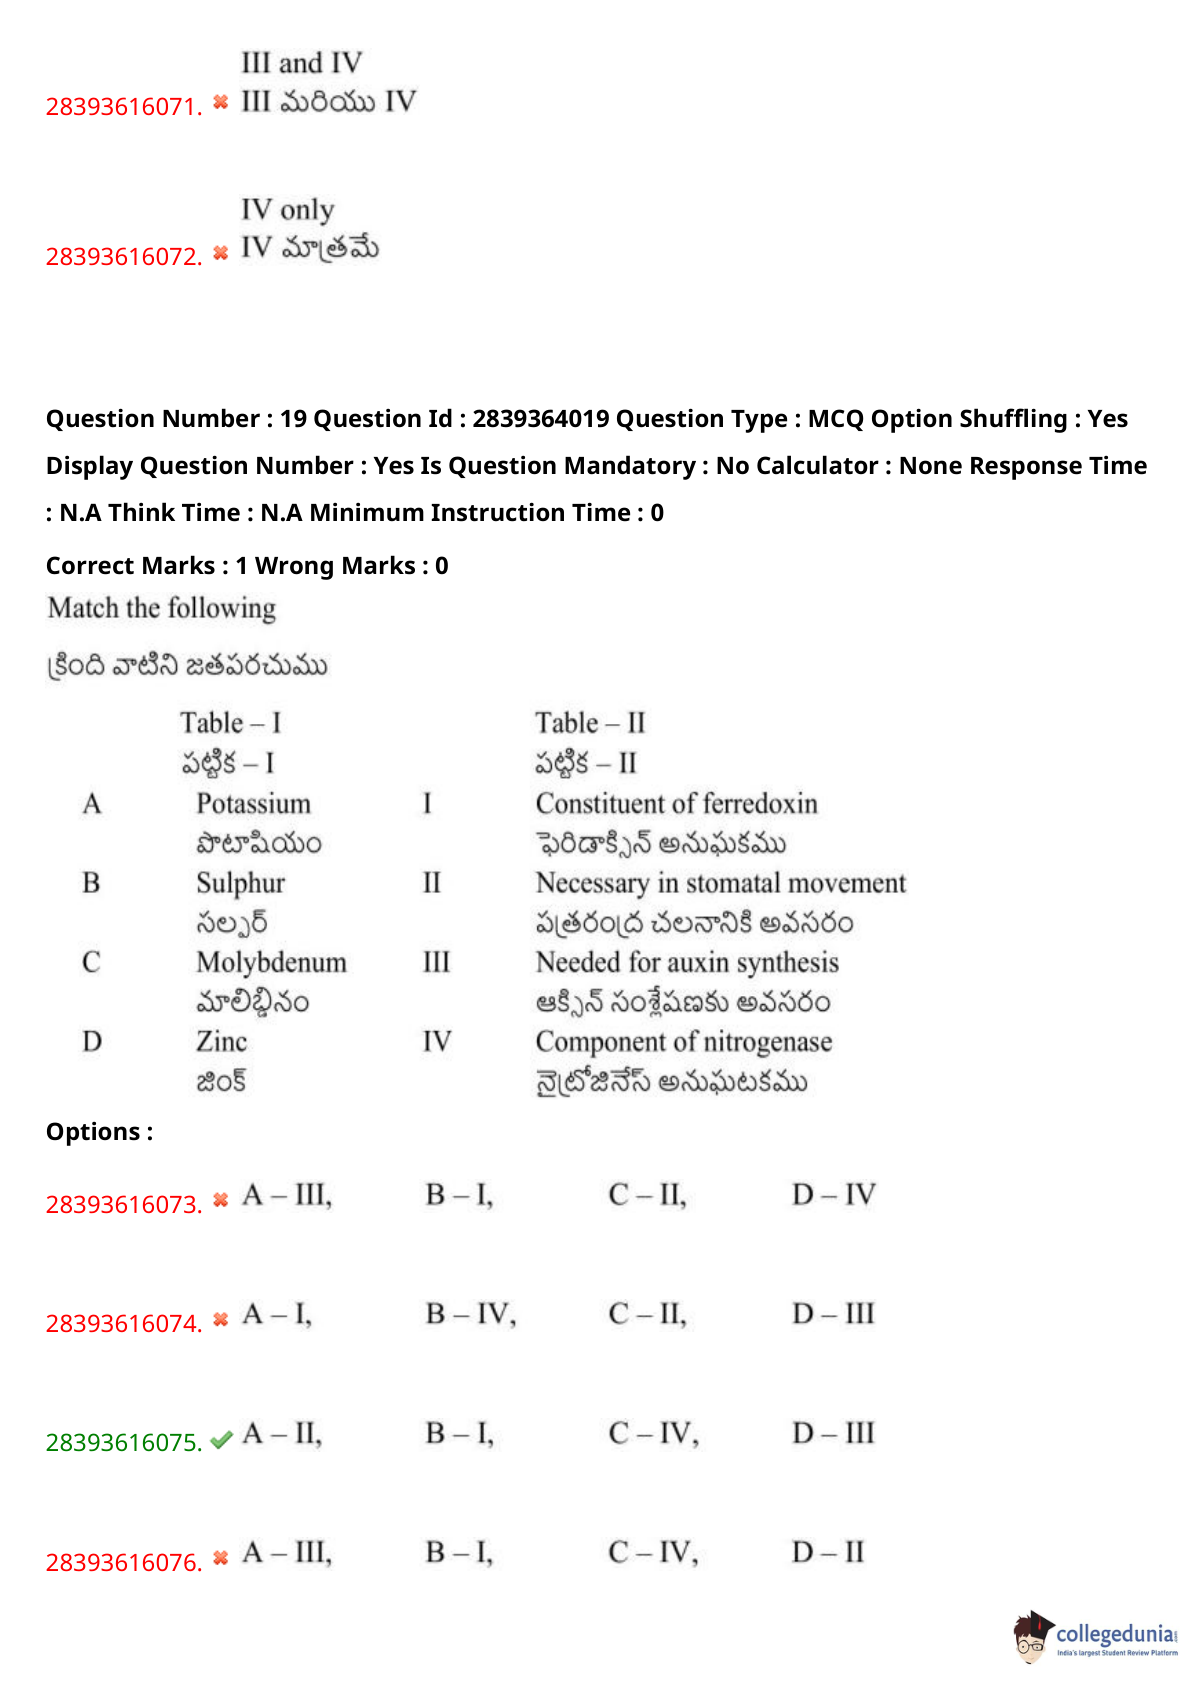 III and IV
28393616071. III మరియు IV
IV only
28393616072. IV మాత్రమే
Question Number : 19 Question Id : 2839364019 Question Type : MCQ Option Shuffling : Yes
Display Question Number : Yes Is Question Mandatory : No Calculator : None Response Time
: N.A Think Time : N.A Minimum Instruction Time : 0
Correct Marks : 1 Wrong Marks : 0
Match the following
క్రింది వాటిని జతపరచుము
Table – I Table – II
పట్టిక – I పట్టిక – II
A Potassium I Constituent of ferredoxin
పొటాషియం ఫెరిడాక్సిన్ అనుఘకము
B Sulphur II Necessary in stomatal movement
సల్ఫర్ పత్రరంద్ర చలనానికి అవసరం
C Molybdenum III Needed for auxin synthesis
మాలిబ్డినం ఆక్సిన్ సంశ్లేషణకు అవసరం
D Zinc IV Component of nitrogenase
జింక్ నైట్రోజినేస్ అనుఘటకము
Options :
28393616073. A – III, B – I, C – II, D – IV
28393616074. A – I, B – IV, C – II, D – III
28393616075. A – II, B – I, C – IV, D – III
28393616076. A – III, B – I, C – IV, D – II
collegedunia
India's largest Student Review Platform